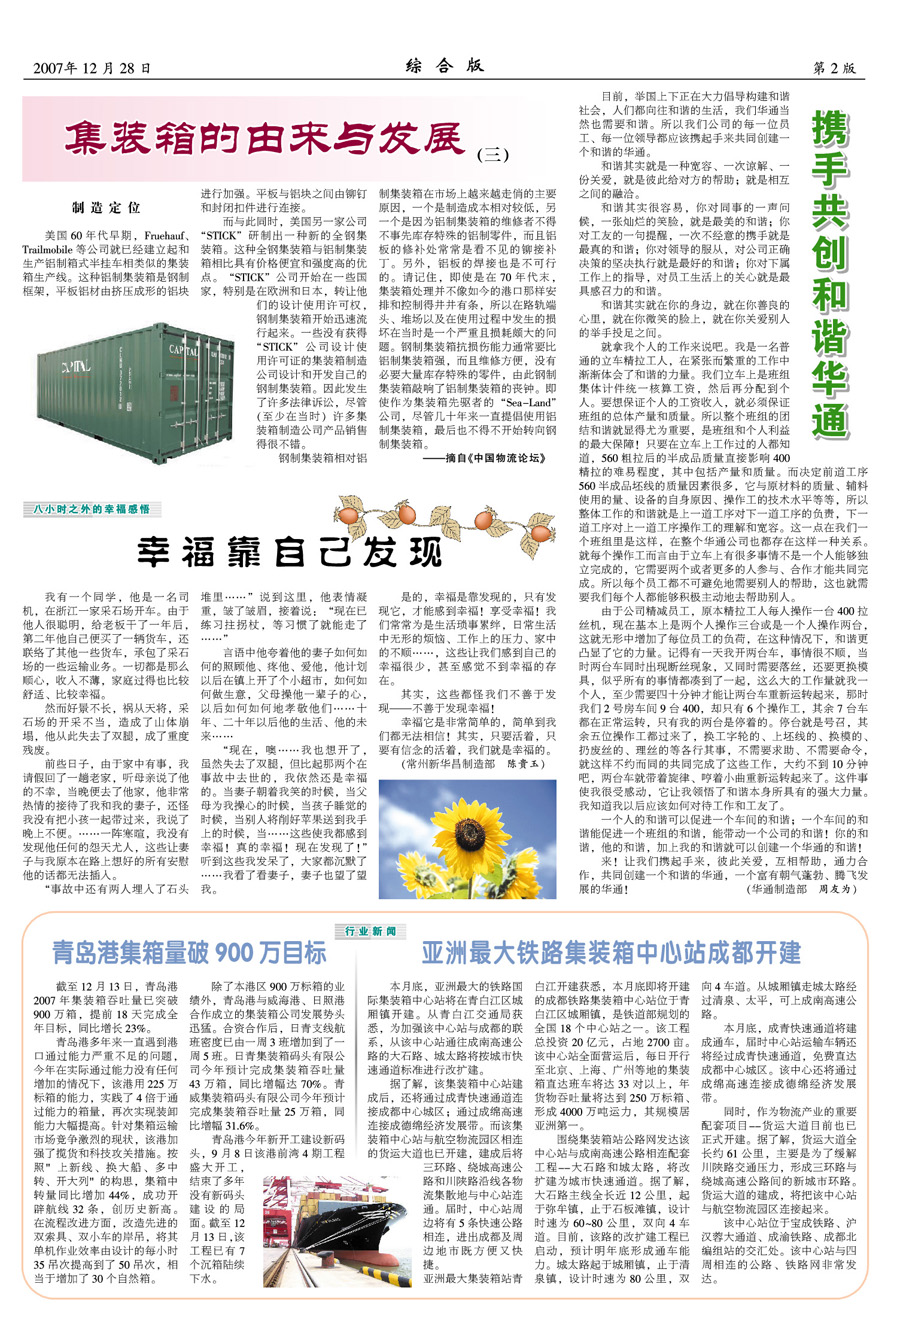 2007年 12 月 28 日
综 合 版
第 2 版
集装箱的由来与发展（三）
制 造 定 位
美国 60 年代早期，Fruehauf、
Trailmobile 等公司就已经建立起和
生产铝制箱式半挂车相类似的集装
箱生产线。这种铝制集装箱是钢制
框架，平板铝材由挤压成形的铝块
进行加强。平板与铝块之间由铆钉
和封闭扣件进行连接。
而与此同时，美国另一家公司
“STICK” 研制出一种新的全钢集
装箱。这种全钢集装箱与铝制集装
箱相比具有价格便宜和强度高的优
点。“STICK” 公司开始在一些国
家，特别是在欧洲和日本，转让他
们的设计使用许可权，
钢制集装箱开始迅速流
行起来。一些没有获得
“STICK” 公司设计使
用许可证的集装箱制造
公司设计和开发自己的
钢制集装箱。因此发生
了许多法律诉讼，尽管
（至少在当时）许多集
装箱制造公司产品销售
得很不错。
钢制集装箱相对铝
制集装箱在市场上越来越走俏的主要
原因，一个是制造成本相对较低，另
一个是因为铝制集装箱的维修者不得
不事先库存特殊的铝制零件，而且铝
板的修补处常常是看不见的铆接补
丁。另外，铝板的焊接也是不可行
的。请记住，即使是在 70 年代末，
集装箱处理并不像如今的港口那样安
排和控制得井井有条，所以在路轨端
头、堆场以及在使用过程中发生的损
坏在当时是一个严重且损耗颇大的问
题。钢制集装箱抗损伤能力通常要比
铝制集装箱强，而且维修方便，没有
必要大量库存特殊的零件，由此钢制
集装箱敲响了铝制集装箱的丧钟。即
使作为集装箱先驱者的 “Sea-Land”
公司，尽管几十年来一直提倡使用铝
制集装箱，最后也不得不开始转向钢
制集装箱。
——摘自《中国物流论坛》
CAPITAL
CAPITAL
八小时之外的幸福感悟
幸福靠自己发现
我有一个同学，他是一名司
机，在浙江一家采石场开车。由于
他人很聪明，给老板干了一年后，
第二年他自己便买了一辆货车，还
联络了其他一些货车，承包了采石
场的一些运输业务。一切都是那么
顺心，收入不薄，家庭过得也比较
舒适、比较幸福。
然而好景不长，祸从天将，采
石场的开采不当，造成了山体崩
塌，他从此失去了双腿，成了重度
残废。
前些日子，由于家中有事，我
请假回了一趟老家，听母亲说了他
的不幸，当晚便去了他家，他非常
热情的接待了我和我的妻子，还怪
我没有把小孩一起带过来，我说了
晚上不便。……一阵寒暄，我没有
发现他任何的怨天尤人，这些让妻
子与我原本在路上想好的所有安慰
他的话都无法插入。
“事故中还有两人埋入了石头
堆里……” 说到这里，他表情凝
重，皱了皱眉，接着说：“现在已
练习拄拐杖，等习惯了就能走了
……”
言语中他夸着他的妻子如何如
何的照顾他、疼他、爱他，他计划
以后在镇上开了个小超市，如何如
何做生意，父母操他一辈子的心，
以后如何如何地孝敬他们……十
年、二十年以后他的生活、他的未
来……
“现在，噢……我也想开了，
虽然失去了双腿，但比起那两个在
事故中去世的，我依然还是幸福
的。当妻子朝着我笑的时候，当父
母为我操心的时候，当孩子睡觉的
时候，当别人将削好苹果送到我手
上的时候，当……这些使我都感到
幸福！真的幸福！现在发现了！”
听到这些我发呆了，大家都沉默了
……我看了看妻子，妻子也望了望
我。
是的，幸福是靠发现的，只有发
现它，才能感到幸福！享受幸福！我
们常常为是生活琐事累绊，日常生活
中无形的烦恼、工作上的压力、家中
的不顺……，这些让我们感到自己的
幸福很少，甚至感觉不到幸福的存
在。
其实，这些都怪我们不善于发
现——不善于发现幸福！
幸福它是非常简单的，简单到我
们都无法相信！其实，只要活着，只
要有信念的活着，我们就是幸福的。
（常州新华昌制造部 陈贵玉）
携手共创和谐华通
目前，举国上下正在大力倡导构建和谐
社会，人们都向往和谐的生活，我们华通当
然也需要和谐。所以我们公司的每一位员
工、每一位领导都应该携起手来共同创建一
个和谐的华通。
和谐其实就是一种宽容、一次谅解、一
份关爱，就是彼此给对方的帮助；就是相互
之间的融洽。
和谐其实很容易，你对同事的一声问
候，一张灿烂的笑脸，就是最美的和谐；你
对工友的一句提醒，一次不经意的携手就是
最真的和谐；你对领导的服从，对公司正确
决策的坚决执行就是最好的和谐；你对下属
工作上的指导，对员工生活上的关心就是最
具感召力的和谐。
和谐其实就在你的身边，就在你善良的
心里，就在你微笑的脸上，就在你关爱别人
的举手投足之间。
就拿我个人的工作来说吧。我是一名普
通的立车精拉工人，在紧张而繁重的工作中
渐渐体会了和谐的力量。我们立车上是班组
集体计件统一核算工资，然后再分配到个
人。要想保证个人的工资收入，就必须保证
班组的总体产量和质量。所以整个班组的团
结和谐就显得尤为重要，是班组和个人利益
的最大保障！只要在立车上工作过的人都知
道，560 粗拉后的半成品质量直接影响 400
精拉的难易程度，其中包括产量和质量。而决定前道工序
560 半成品坯线的质量因素很多，它与原材料的质量、辅料
使用的量、设备的自身原因、操作工的技术水平等等，所以
整体工作的和谐就是上一道工序对下一道工序的负责，下一
道工序对上一道工序操作工的理解和宽容。这一点在我们一
个班组里是这样，在整个华通公司也都存在这样一种关系。
就每个操作工而言由于立车上有很多事情不是一个人能够独
立完成的，它需要两个或者更多的人参与、合作才能共同完
成。所以每个员工都不可避免地需要别人的帮助，这也就需
要我们每个人都能够积极主动地去帮助别人。
由于公司精减员工，原本精拉工人每人操作一台 400 拉
丝机，现在基本上是两个人操作三台或是一个人操作两台，
这就无形中增加了每位员工的负荷，在这种情况下，和谐更
凸显了它的力量。记得有一天我开两台车，事情很不顺，当
时两台车同时出现断丝现象，又同时需要落丝，还要更换模
具，似乎所有的事情都凑到了一起，这么大的工作量就我一
个人，至少需要四十分钟才能让两台车重新运转起来，那时
我们 2 号房车间 9 台 400，却只有 6 个操作工，其余 7 台车
都在正常运转，只有我的两台是停着的。停台就是号召，其
余五位操作工都过来了，换工字轮的、上坯线的、换模的、
扔废丝的、理丝的等各行其事，不需要求助、不需要命令，
就这样不约而同的共同完成了这些工作，大约不到 10 分钟
吧，两台车就带着旋律、哼着小曲重新运转起来了。这件事
使我很受感动，它让我领悟了和谐本身所具有的强大力量。
我知道我以后应该如何对待工作和工友了。
一个人的和谐可以促进一个车间的和谐；一个车间的和
谐能促进一个班组的和谐，能带动一个公司的和谐！你的和
谐，他的和谐，加上我的和谐就可以创建一个华通的和谐！
来！让我们携起手来，彼此关爱，互相帮助，通力合
作，共同创建一个和谐的华通，一个富有朝气蓬勃、腾飞发
展的华通！ （华通制造部 周友为）
行业新闻
青岛港集箱量破 900 万目标
截至 12 月 13 日，青岛港
2007 年集装箱吞吐量已突破
900 万箱，提前 18 天完成全
年目标，同比增长 23%。
青岛港多年来一直遇到港
口通过能力严重不足的问题，
今年在实际通过能力没有任何
增加的情况下，该港用 225 万
标箱的能力，实践了 4 倍于通
过能力的箱量，再次实现装卸
能力大幅提高。针对集箱运输
市场竞争激烈的现状，该港加
强了揽货和科技攻关措施。按
照" 上新线、换大船、多中
转、开大列" 的构思，集箱中
转量同比增加 44%，成功开
辟航线 32 条，创历史新高。
在流程改进方面，改造先进的
双索具、双小车的岸吊，将其
单机作业效率由设计的每小时
35 吊次提高到了 50 吊次，相
当于增加了 30 个自然箱。
除了本港区 900 万标箱的业
绩外，青岛港与威海港、日照港
合作成立的集装箱公司发展势头
迅猛。合资合作后，日青支线航
班密度已由一周 3 班增加到了一
周 5 班。日青集装箱码头有限公
司今年预计完成集装箱吞吐量
43 万箱，同比增幅达 70%。青
威集装箱码头有限公司今年预计
完成集装箱吞吐量 25 万箱，同
比增幅 31.6%。
青岛港今年新开工建设新码
头，9 月 8 日该港前湾 4 期工程
盛大开工，
结束了多年
没有新码头
建设的局
面。截至 12
月 13 日，该
工程已有 7
个沉箱陆续
下水。
亚洲最大铁路集装箱中心站成都开建
本月底，亚洲最大的铁路国
际集装箱中心站将在青白江区城
厢镇开建。从青白江交通局获
悉，为加强该中心站与成都的联
系，从该中心站通往成南高速公
路的大石路、城太路将按城市快
速通道标准进行改扩建。
据了解，该集装箱中心站建
成后，还将通过成青快速通道连
接成都中心城区；通过成绵高速
连接成德绵经济发展带。而该集
装箱中心站与航空物流园区相连
的货运大道也已开建，建成后将
三环路、绕城高速公
路和川陕路沿线各物
流集散地与中心站连
通。届时，中心站周
边将有 5 条快速公路
相连，进出成都及周
边地市既方便又快
捷。
亚洲最大集装箱站青
白江开建获悉，本月底即将开建
的成都铁路集装箱中心站位于青
白江区城厢镇，是铁道部规划的
全国 18 个中心站之一。该工程
总投资 20 亿元，占地 2700 亩。
该中心站全面营运后，每日开行
至北京、上海、广州等地的集装
箱直达班车将达 33 对以上，年
货物吞吐量将达到 250 万标箱、
形成 4000 万吨运力，其规模居
亚洲第一。
围绕集装箱站公路网发达该
中心站与成南高速公路相连配套
工程--大石路和城太路，将改
扩建为城市快速通道。据了解，
大石路主线全长近 12 公里，起
于弥牟镇，止于石板滩镇，设计
时速为 60~80 公里，双向 4 车
道。目前，该路的改扩建工程已
启动，预计明年底形成通车能
力。城太路起于城厢镇，止于清
泉镇，设计时速为 80 公里，双
向 4 车道。从城厢镇走城太路经
过清泉、太平，可上成南高速公
路。
本月底，成青快速通道将建
成通车，届时中心站运输车辆还
将经过成青快速通道，免费直达
成都中心城区。该中心还将通过
成绵高速连接成德绵经济发展
带。
同时，作为物流产业的重要
配套项目--货运大道目前也已
正式开建。据了解，货运大道全
长约 61 公里，主要是为了缓解
川陕路交通压力，形成三环路与
绕城高速公路间的新城市环路。
货运大道的建成，将把该中心站
与航空物流园区连接起来。
该中心站位于宝成铁路、沪
汉蓉大通道、成渝铁路、成都北
编组站的交汇处。该中心站与四
周相连的公路、铁路网非常发
达。